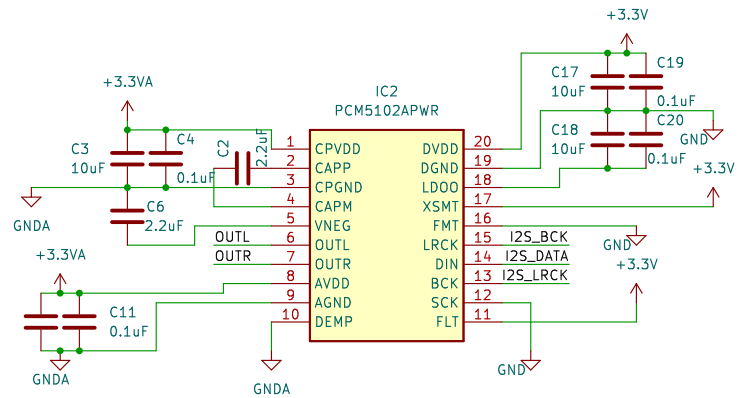 +3.3V
+3.3VA
IC2
PCM5102APWR
C17
10uF
C19
0.1uF
C3
10uF
C4
0.1uF
C2
2.2uF
C18
10uF
C20
0.1uF
GND
+3.3V
GNDA
C6
2.2uF
1 CPVDD
2 CAPP
3 CPGND
4 CAPM
5 VNEG
OUTL 6 OUTL
OUTR 7 OUTR
8 AVDD
9 AGND
10 DEMP
DVDD 20
DGND 19
LDOO 18
XSMT 17
FMT 16
LRCK 15 I2S_BCK
DIN 14 I2S_DATA
BCK 13 I2S_LRCK
SCK 12
FLT 11
GND
+3.3V
+3.3VA
C11
0.1uF
GNDA
GNDA
GND